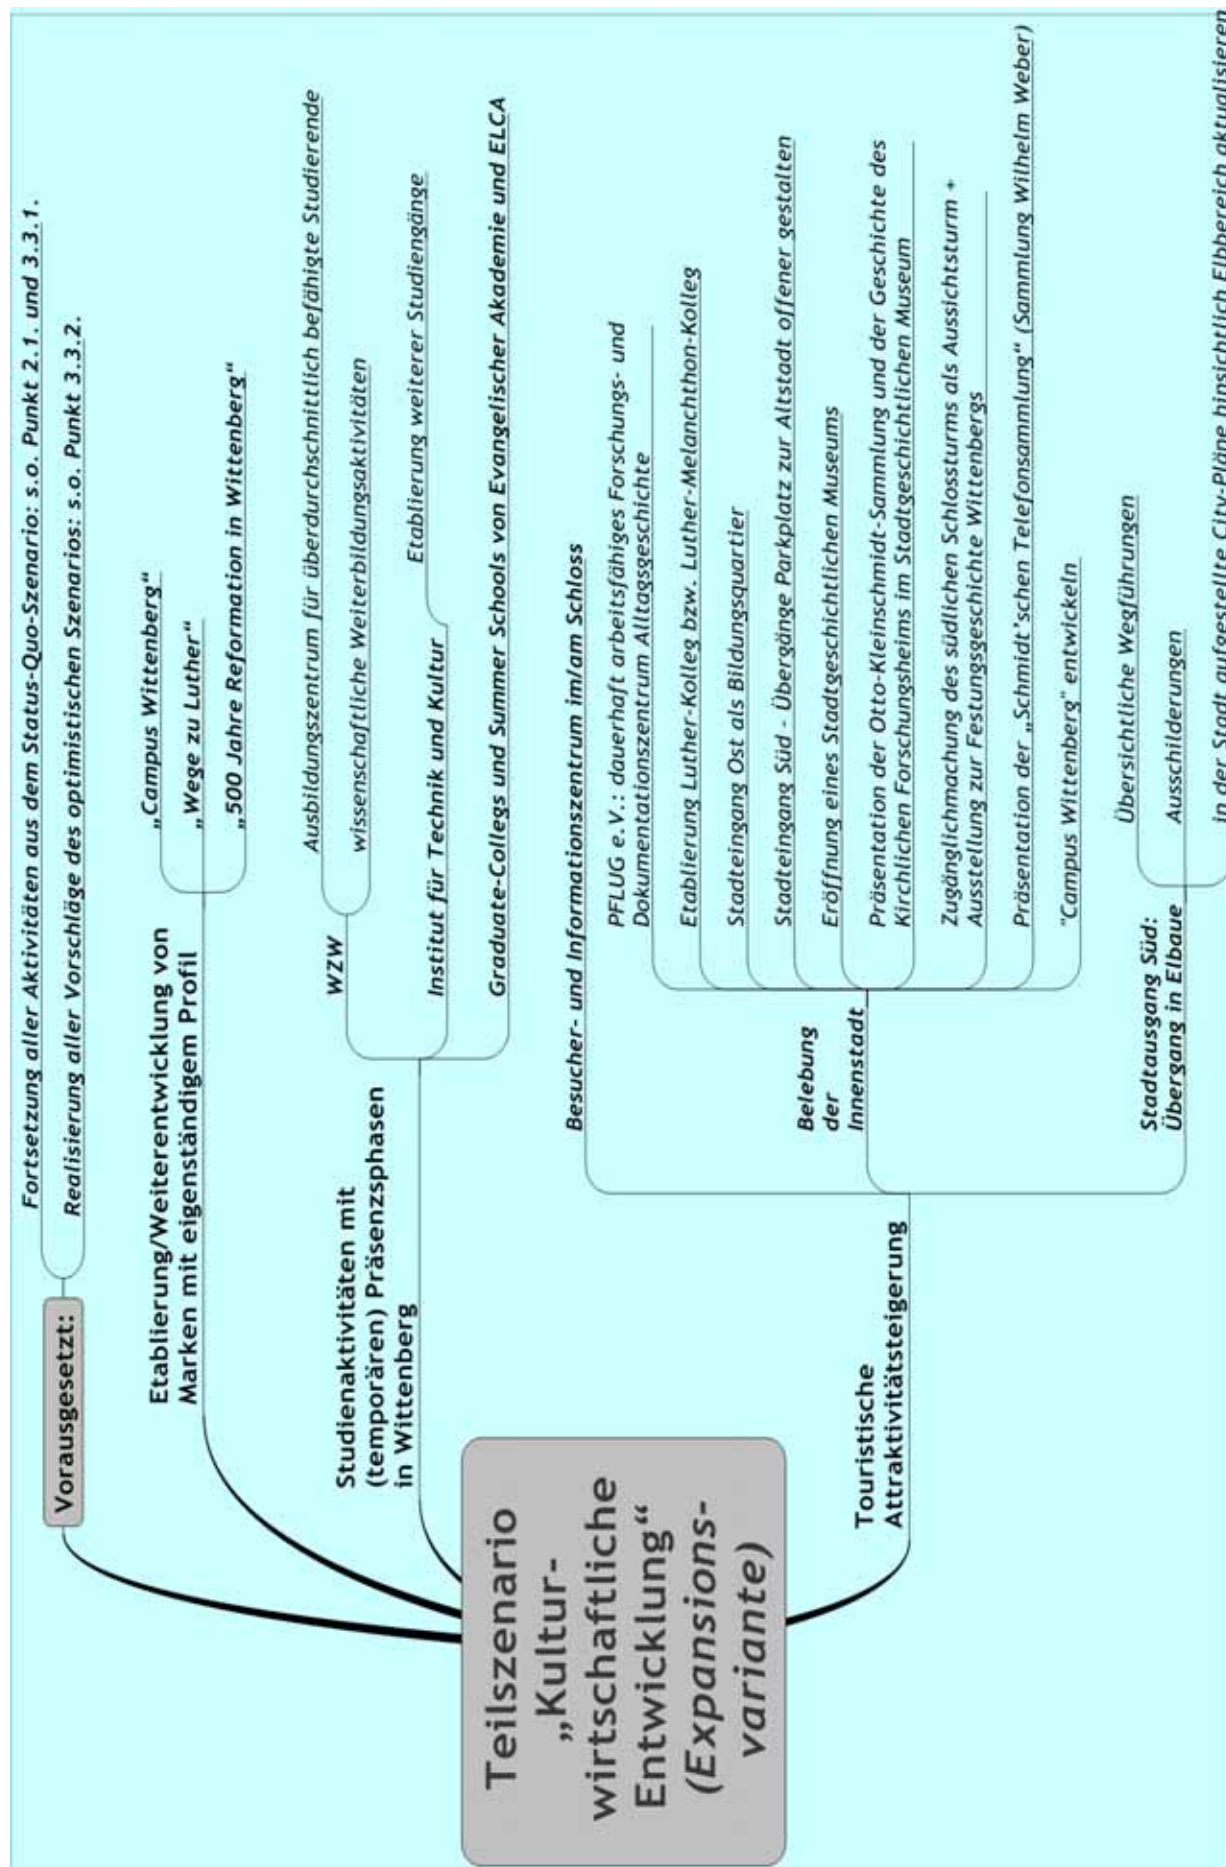 Teilszenario
„Kultur-
wirtschaftliche
Entwicklung“
(Expansions-
variante)
Vorausgesetzt:
Fortsetzung aller Aktivitäten aus dem Status-Quo-Szenario: s.o. Punkt 2.1. und 3.3.1.
Realisierung aller Vorschläge des optimistischen Szenarios: s.o. Punkt 3.3.2.
Etablierung/Weiterentwicklung von
Marken mit eigenständigem Profil
„Campus Wittenberg“
„Wege zu Luther“
„500 Jahre Reformation in Wittenberg“
Studienaktivitäten mit
(temporären) Präsenzsphasen
in Wittenberg
WZW
Ausbildungszentrum für überdurchschnittlich befähigte Studierende
wissenschaftliche Weiterbildungsaktivitäten
Institut für Technik und Kultur
Etablierung weiterer Studiengänge
Graduate-Collegs und Summer Schools von Evangelischer Akademie und ELCA
Touristische
Attraktivitätsteigerung
Besucher- und Informationszentrum im/am Schloss
Belebung
der
Innenstadt
PFLUG e.V.: dauerhaft arbeitsfähiges Forschungs- und
Dokumentationszentrum Alltagsgeschichte
Etablierung Luther-Kolleg bzw. Luther-Melanchthon-Kolleg
Stadteingang Ost als Bildungsquartier
Stadteingang Süd - Übergänge Parkplatz zur Altstadt offener gestalten
Eröffnung eines Stadtgeschichtlichen Museums
Präsentation der Otto-Kleinschmidt-Sammlung und der Geschichte des
Kirchlichen Forschungsheims im Stadtgeschichtlichen Museum
Zugänglichmachung des südlichen Schlossturms als Aussichtsturm +
Ausstellung zur Festungsgeschichte Wittenbergs
Präsentation der „Schmidt'schen Telefonsammlung“ (Sammlung Wilhelm Weber)
"Campus Wittenberg" entwickeln
Stadtausgang Süd:
Übergang in Elbaue
Übersichtliche Wegführungen
Ausschilderungen
in der Stadt aufgestellte City-Pläne hinsichtlich Elbbereich aktualisieren